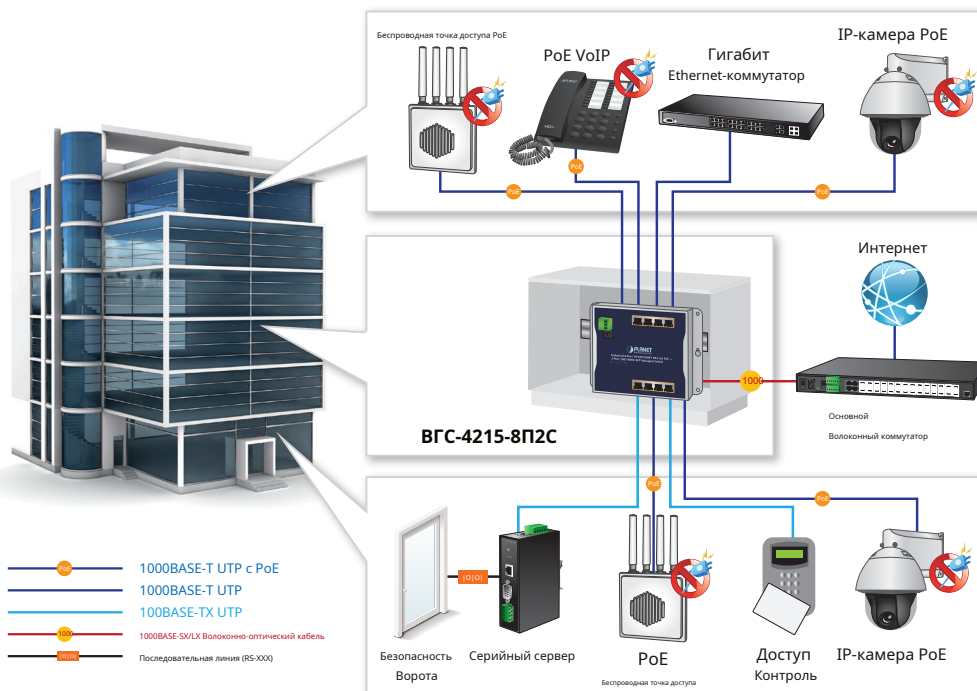 Беспроводная точка доступа PoE
PoE VoIP
Гигабит
Ethernet-коммутатор
IP-камера PoE
PoE
PoE
PoE
Интернет
PLANET
1000
Основной
Волоконный коммутатор
ВГС-4215-8П2С
PoE
PoE
1000BASE-T UTP с PoE
1000BASE-T UTP
100BASE-TX UTP
1000BASE-SX/LX Волоконно-оптический кабель
Последовательная линия (RS-XXX)
PoE
1000
|O|O|
|O|O|
Безопасность
Ворота
Серийный сервер
PoE
Беспроводная точка доступа
Доступ
Контроль
IP-камера PoE